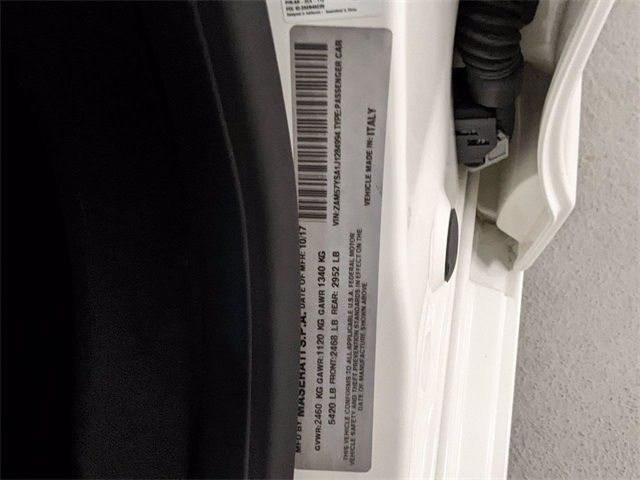 MFD BY MASERATI S.P.A. DATE OF MFR: 10/17
GVWR:2460 KG GAWR:1120 KG GAWR 1340 KG
5420 LB FRONT:2468 LB REAR: 2952 LB
THIS VEHICLE CONFORMS TO ALL APPLICABLE U.S.A. FEDERAL MOTOR
VEHICLE SAFETY AND THEFT PREVENTION STANDARDS IN EFFECT ON THE
DATE OF MANUFACTURE SHOWN ABOVE
VIN:ZAM57YSA1J1284994 TYPE:PASSENGER CAR
VEHICLE MADE IN: ITALY